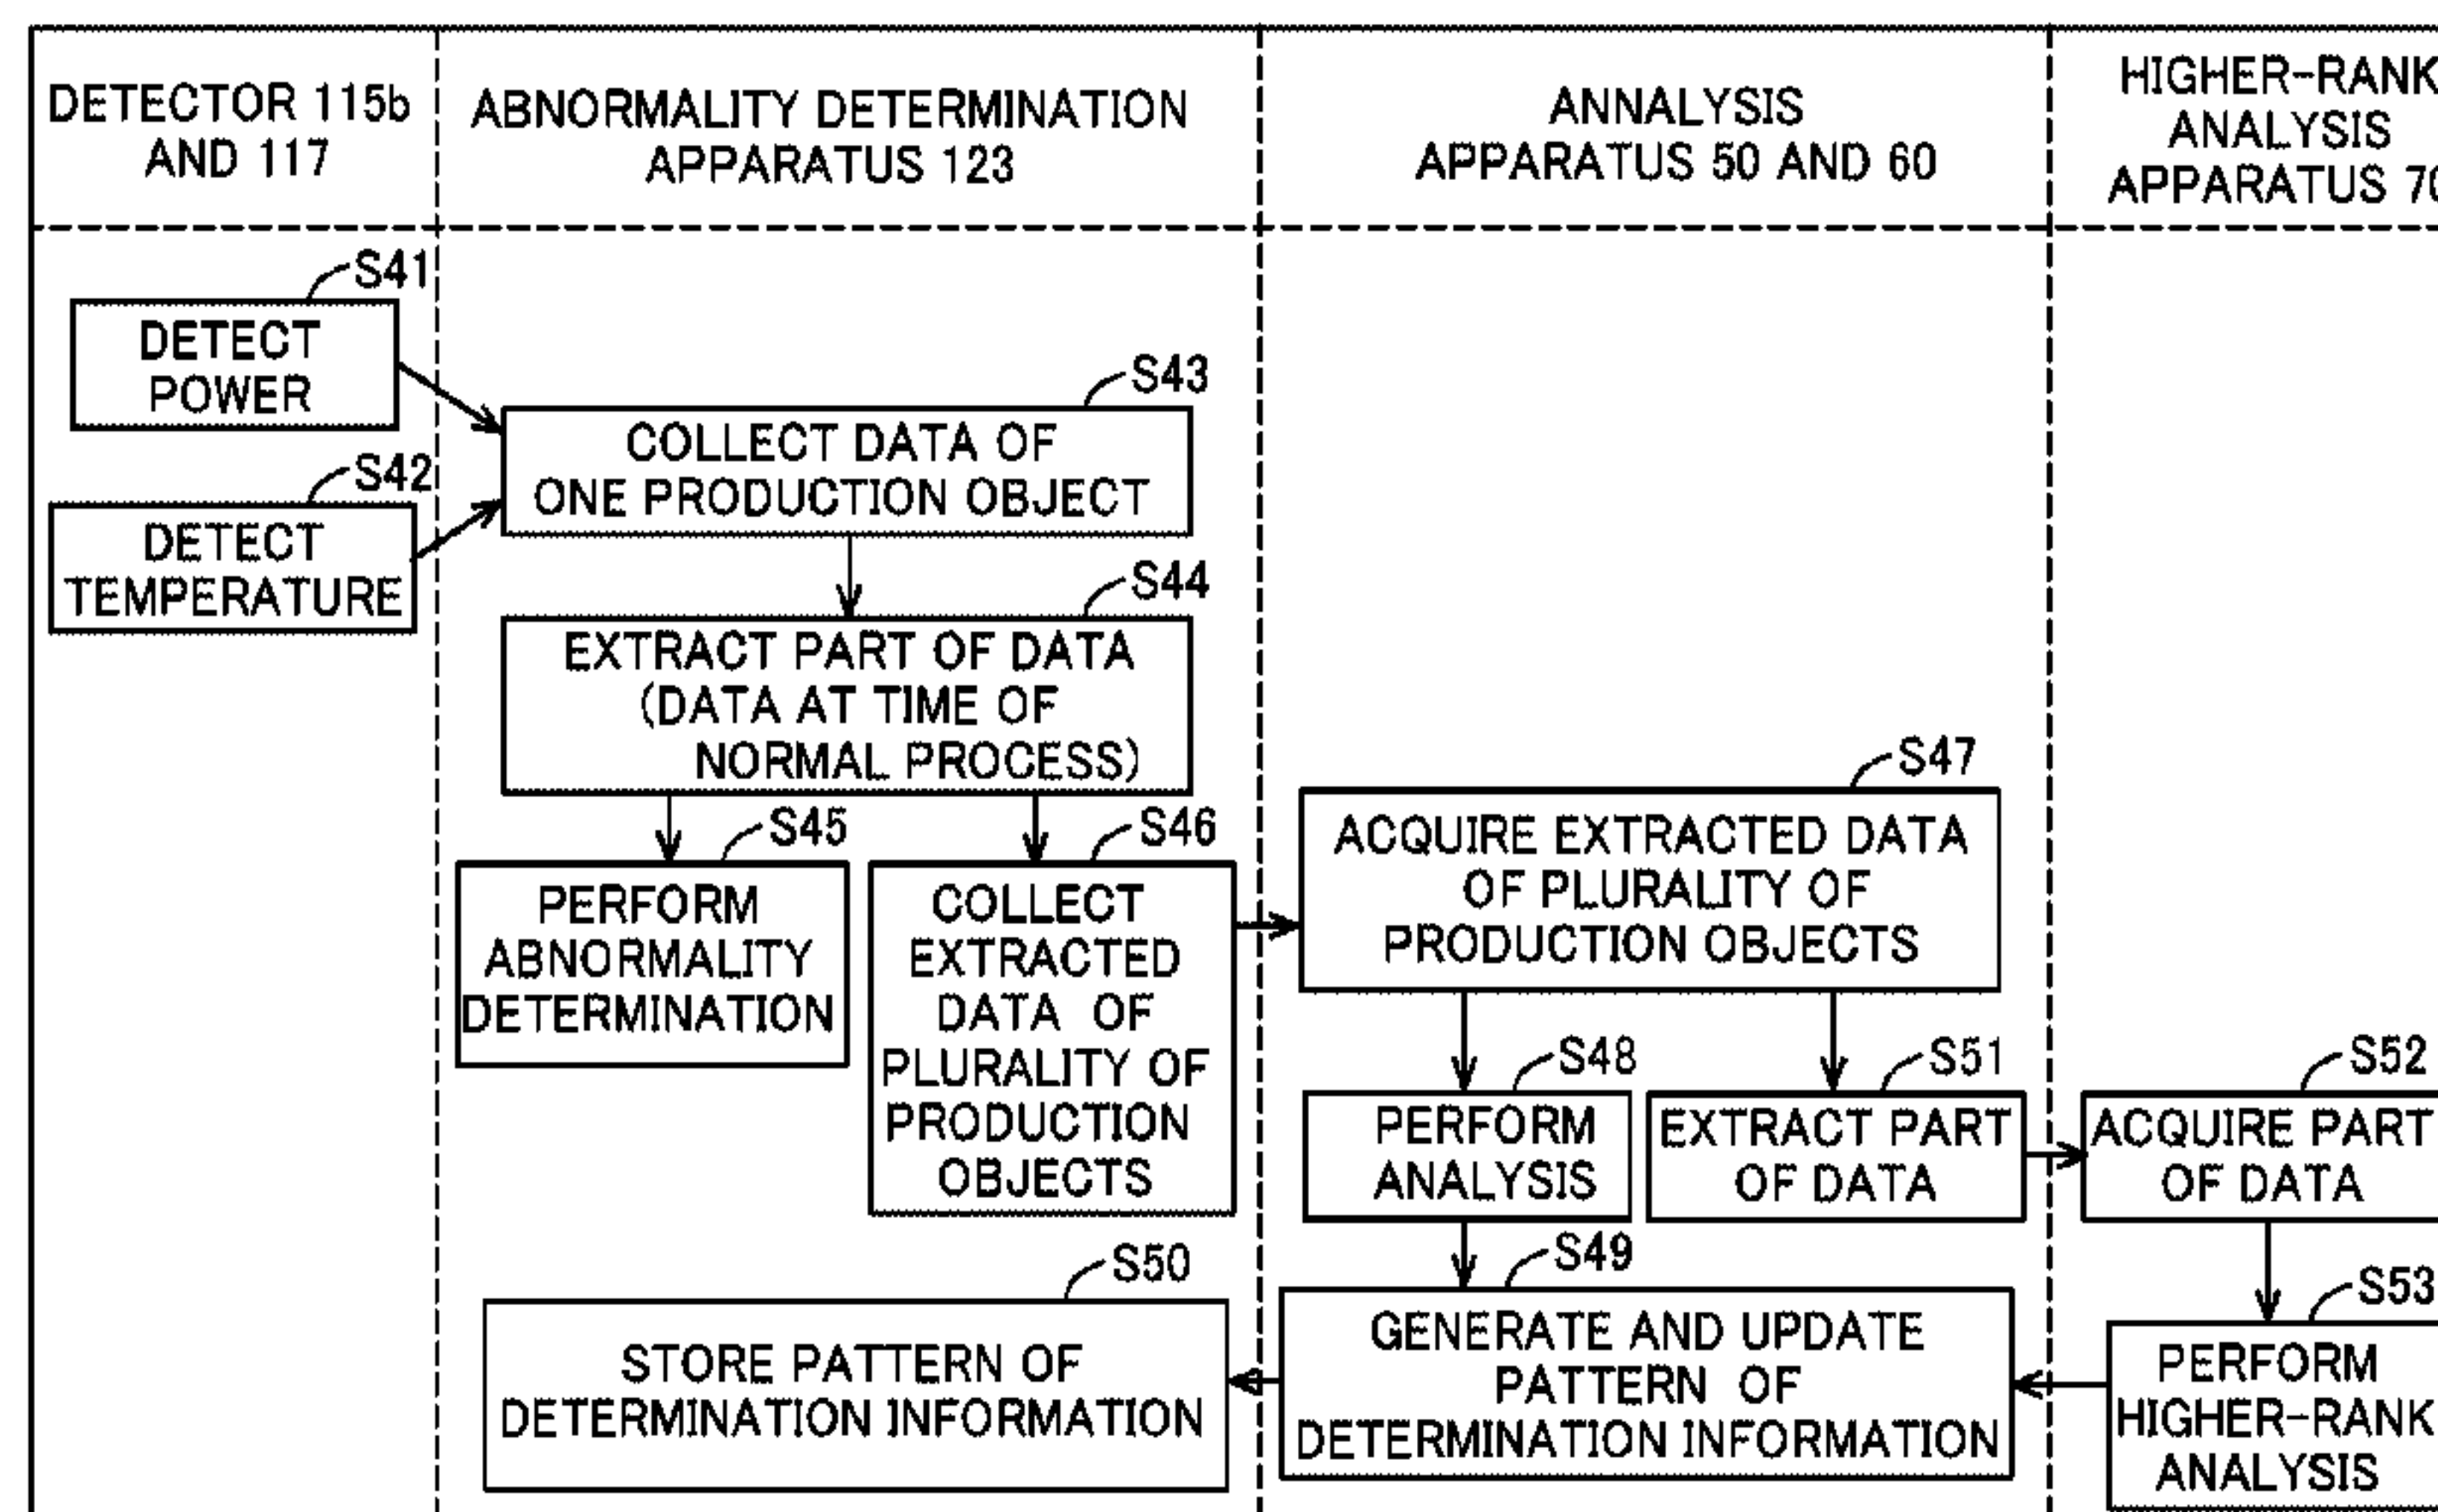 DETECTOR 115b
AND 117
ABNORMALITY DETERMINATION
APPARATUS 123
ANNALYSIS
APPARATUS 50 AND 60
HIGHER-RANK
ANALYSIS
APPARATUS 70
S41
DETECT
POWER
S42
DETECT
TEMPERATURE
S43
COLLECT DATA OF
ONE PRODUCTION OBJECT
S44
EXTRACT PART OF DATA
(DATA AT TIME OF
NORMAL PROCESS)
S45
PERFORM
ABNORMALITY
DETERMINATION
S46
COLLECT
EXTRACTED
DATA OF
PLURALITY OF
PRODUCTION
OBJECTS
S47
ACQUIRE EXTRACTED DATA
OF PLURALITY OF
PRODUCTION OBJECTS
S48
PERFORM
ANALYSIS
S51
EXTRACT PART
OF DATA
S52
ACQUIRE PART
OF DATA
S50
STORE PATTERN OF
DETERMINATION INFORMATION
S49
GENERATE AND UPDATE
PATTERN OF
DETERMINATION INFORMATION
S53
PERFORM
HIGHER-RANK
ANALYSIS